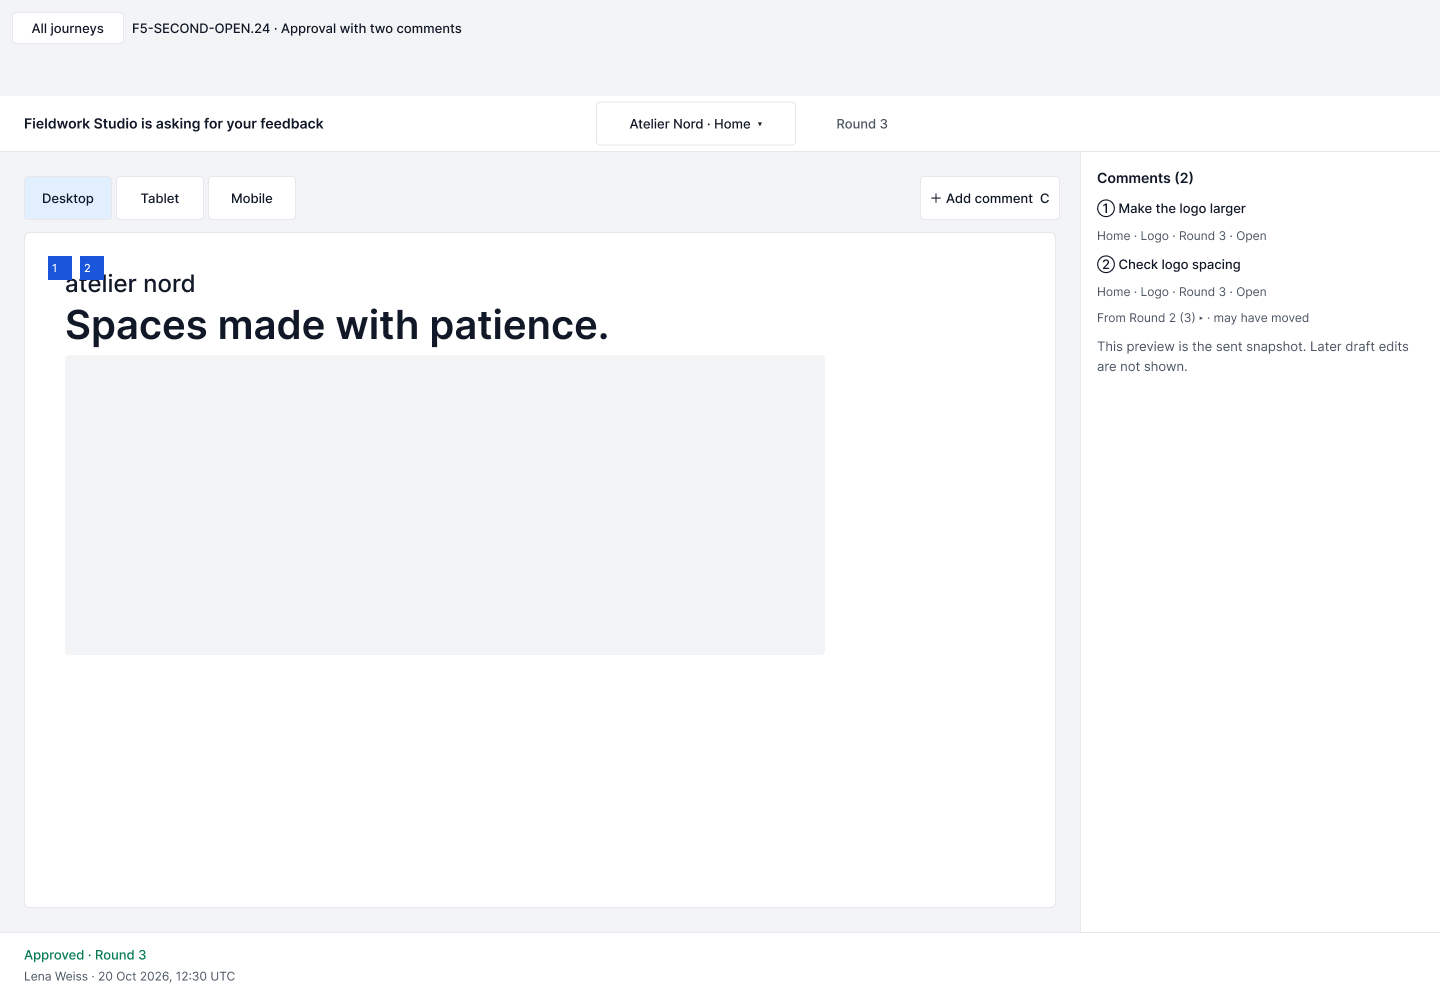 All journeys F5-SECOND-OPEN.24 · Approval with two comments
Fieldwork Studio is asking for your feedback
Atelier Nord · Home ▾
Round 3
Desktop
Tablet
Mobile
+ Add comment C
1 2
atelier nord
Spaces made with patience.
Comments (2)
① Make the logo larger
Home · Logo · Round 3 · Open
② Check logo spacing
Home · Logo · Round 3 · Open
From Round 2 (3) ▸ · may have moved
This preview is the sent snapshot. Later draft edits
are not shown.
Approved · Round 3
Lena Weiss · 20 Oct 2026, 12:30 UTC